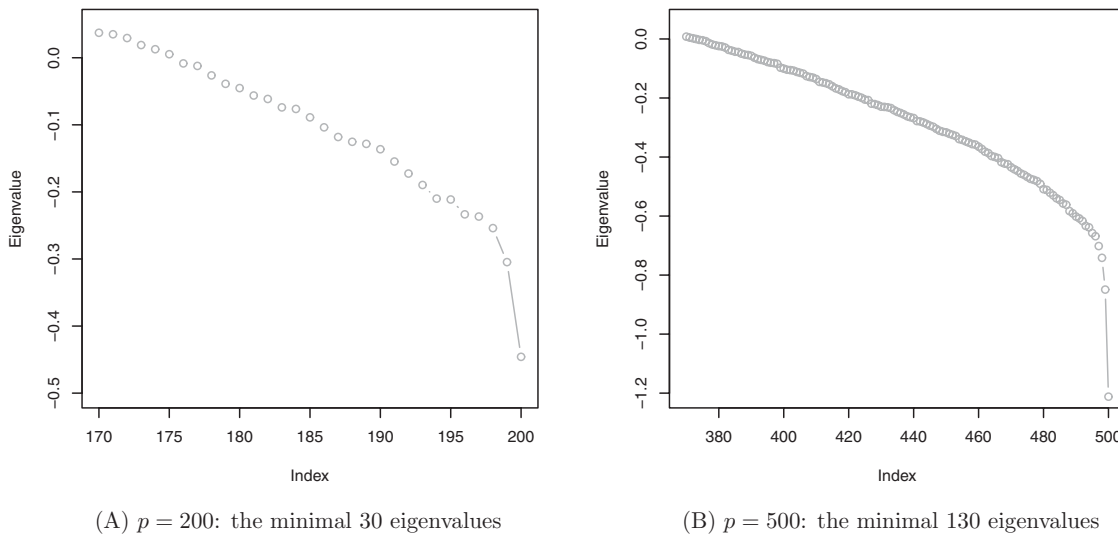 0.0
−0.1
−0.2
−0.3
−0.4
−0.5
Eigenvalue
170 175 180 185 190 195 200
Index
(A) p = 200: the minimal 30 eigenvalues
0.0
−0.2
−0.4
−0.6
−0.8
−1.0
−1.2
Eigenvalue
380 400 420 440 460 480 500
Index
(B) p = 500: the minimal 130 eigenvalues